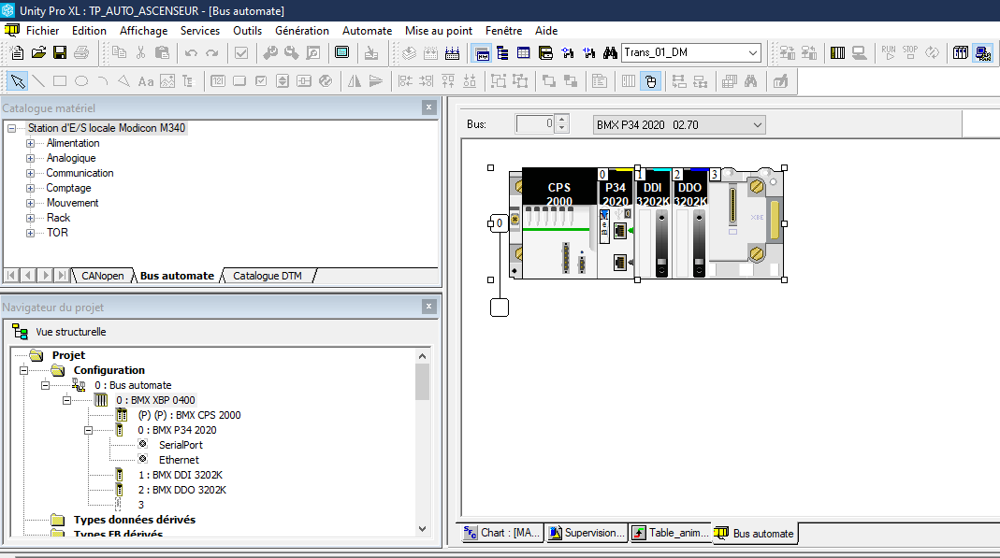 Unity Pro XL : TP_AUTO_ASCENSEUR - [Bus automate]
Fichier Edition Affichage Services Outils Génération Automate Mise au point Fenêtre Aide
Trans_01_DM
RUN STOP
Aa
Catalogue matériel
Station d'E/S locale Modicon M340
Alimentation
Analogique
Communication
Comptage
Mouvement
Rack
TOR
CANopen Bus automate Catalogue DTM
Navigateur du projet
Vue structurelle
Projet
Configuration
0 : Bus automate
0 : BMX XBP 0400
(P) (P) : BMX CPS 2000
0 : BMX P34 2020
SerialPort
Ethernet
1 : BMX DDI 3202K
2 : BMX DDO 3202K
3
Types données dérivés
Types FB dérivés
Bus: 0 BMX P34 2020 02.70
0 1 2 3
CPS P34 DDI DDO
2000 2020 3202K 3202K
XBE
0
Chart : [MA... Supervision... Table_anim... Bus automate